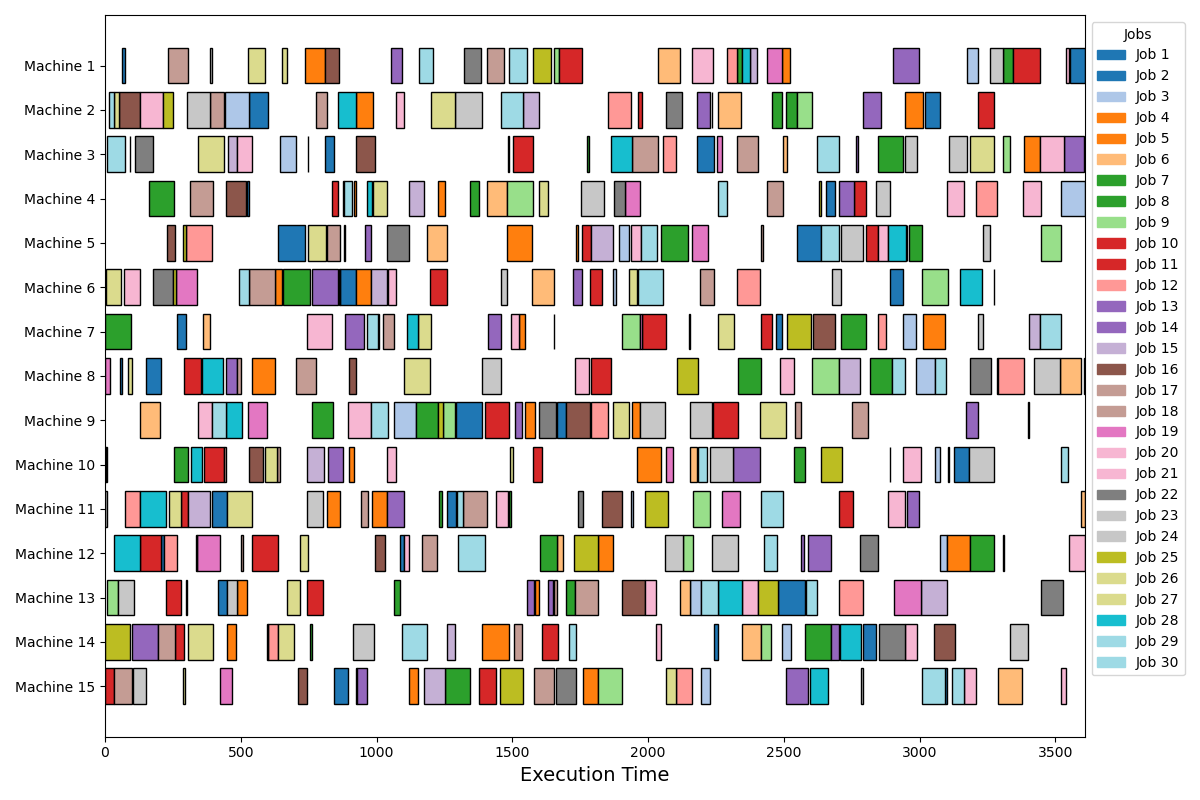 Machine 1
Machine 2
Machine 3
Machine 4
Machine 5
Machine 6
Machine 7
Machine 8
Machine 9
Machine 10
Machine 11
Machine 12
Machine 13
Machine 14
Machine 15
0 500 1000 1500 2000 2500 3000 3500
Execution Time
Jobs
Job 1
Job 2
Job 3
Job 4
Job 5
Job 6
Job 7
Job 8
Job 9
Job 10
Job 11
Job 12
Job 13
Job 14
Job 15
Job 16
Job 17
Job 18
Job 19
Job 20
Job 21
Job 22
Job 23
Job 24
Job 25
Job 26
Job 27
Job 28
Job 29
Job 30